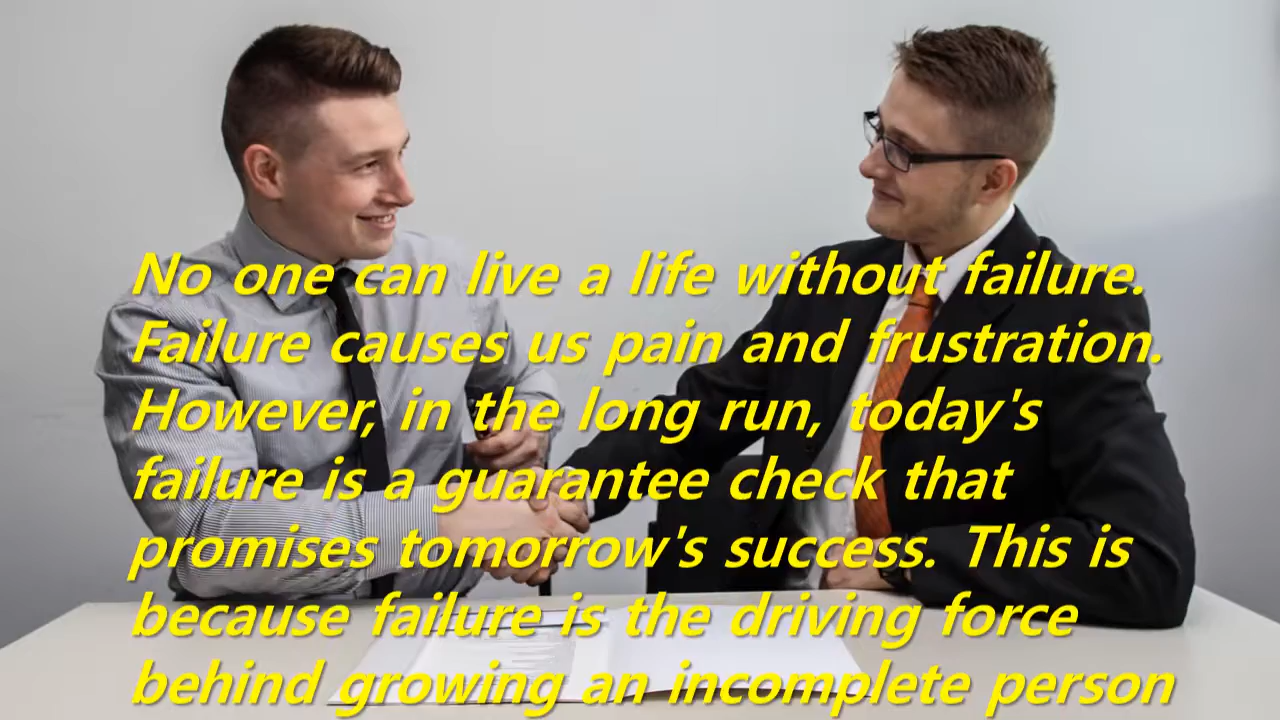 No one can live a life without failure.
Failure causes us pain and frustration.
However, in the long run, today's
failure is a guarantee check that
promises tomorrow's success. This is
because failure is the driving force
behind growing an incomplete person